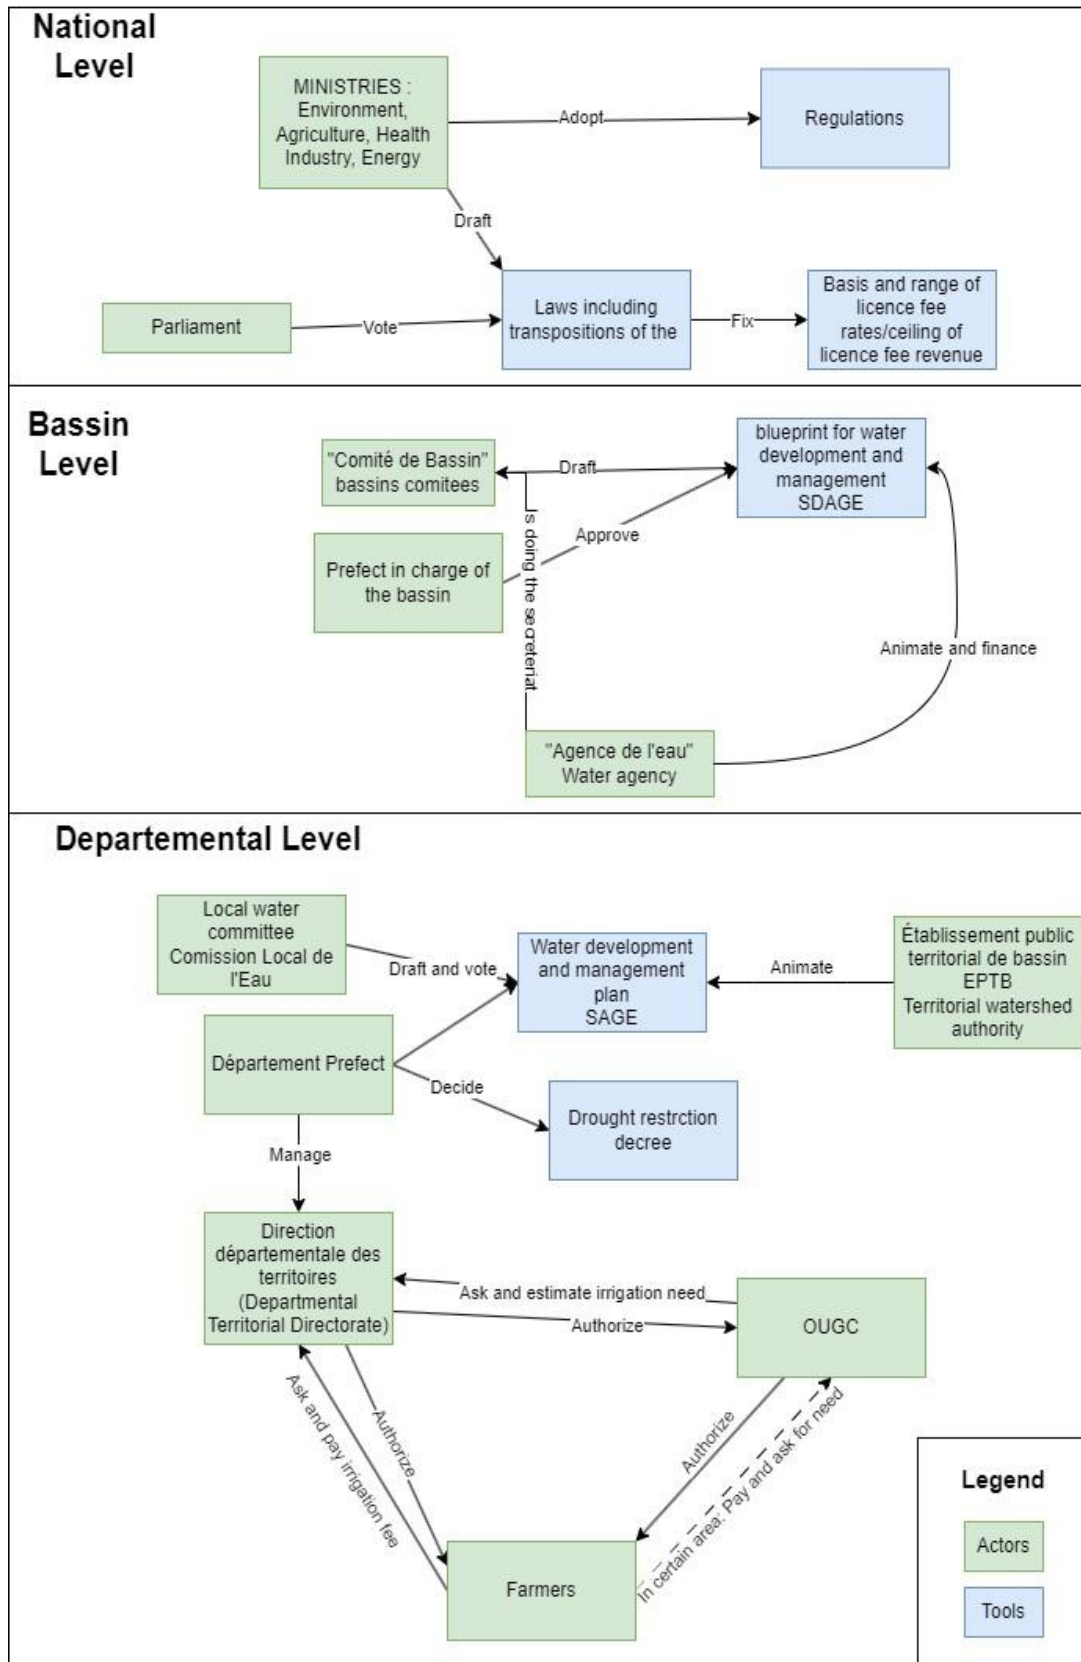 National
Level
MINISTRIES :
Environment,
Agriculture, Health
Industry, Energy
Adopt
Regulations
Draft
Parliament
Vote
Laws including
transpositions of the
Fix
Basis and range of
licence fee
rates/ceiling of
licence fee revenue
Bassin
Level
"Comité de Bassin"
bassins comitees
Draft
blueprint for water
development and
management
SDAGE
Prefect in charge of
the bassin
Approve
Is doing the secreteriat
Animate and finance
"Agence de l'eau"
Water agency
Departemental Level
Local water
committee
Comission Local de
l'Eau
Draft and vote
Water development
and management
plan
SAGE
Animate
Établissement public
territorial de bassin
EPTB
Territorial watershed
authority
Département Prefect
Decide
Drought restrction
decree
Manage
Direction
départementale des
territoires
(Departmental
Territorial Directorate)
Ask and estimate irrigation need
Authorize
OUGC
Ask and pay irrigation fee
Authorize
Authorize
In certain area: Pay and ask for need
Farmers
Legend
Actors
Tools